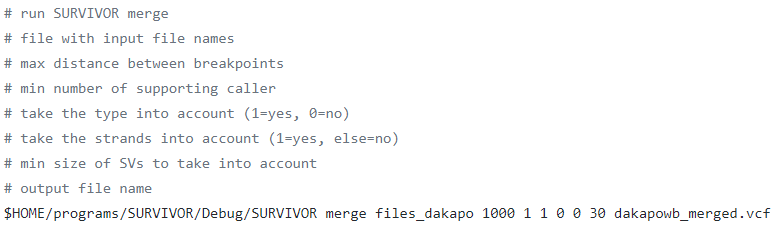 # run SURVIVOR merge
# file with input file names
# max distance between breakpoints
# min number of supporting caller
# take the type into account (1=yes, 0=no)
# take the strands into account (1=yes, else=no)
# min size of SVs to take into account
# output file name
$HOME/programs/SURVIVOR/Debug/SURVIVOR merge files_dakapo 1000 1 1 0 0 30 dakapowb_merged.vcf